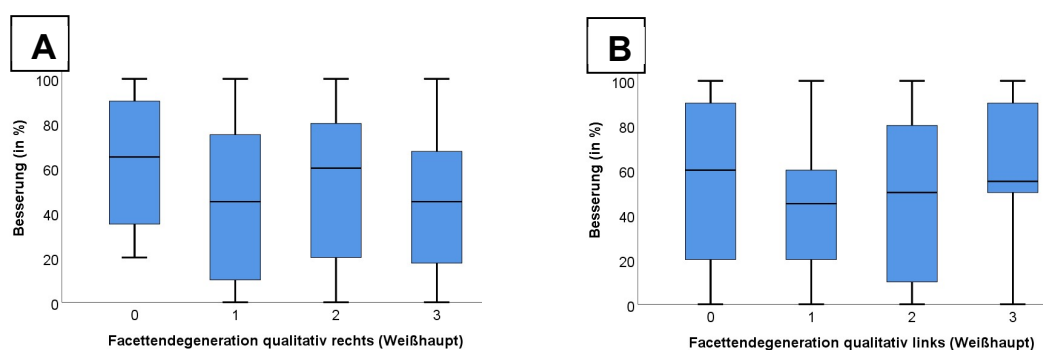 A
Besserung (in %)
100
80
60
40
20
0
0 1 2 3
Facettendegeneration qualitativ rechts (Weißhaupt)
B
Besserung (in %)
100
80
60
40
20
0
0 1 2 3
Facettendegeneration qualitativ links (Weißhaupt)